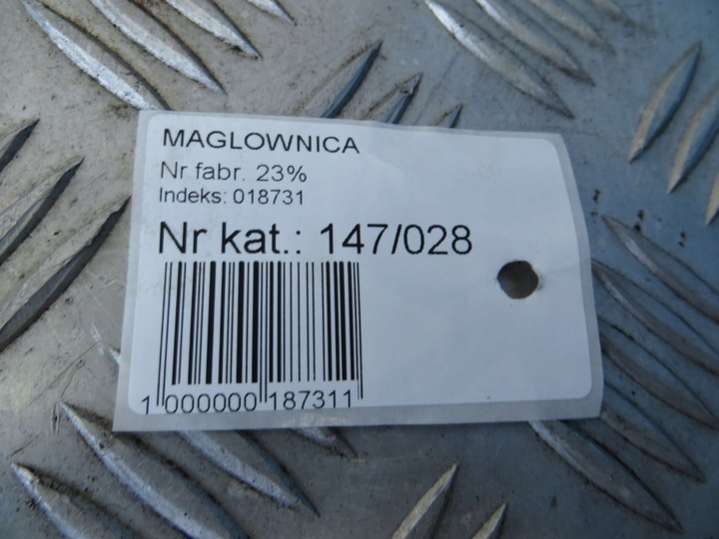 MAGLOWNICA
Nr fabr. 23%
Indeks: 018731
Nr kat.: 147/028
1 000000 187311